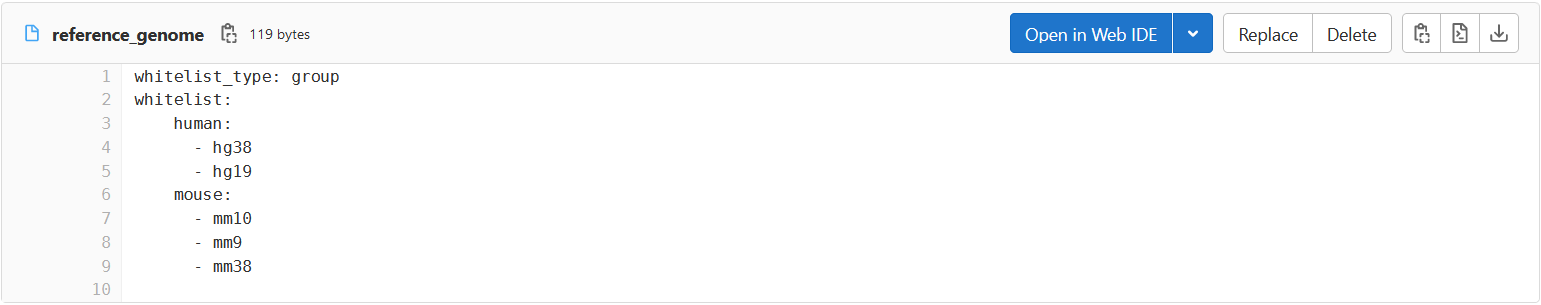 reference_genome 119 bytes Open in Web IDE Replace Delete
1 whitelist_type: group
2 whitelist:
3     human:
4       - hg38
5       - hg19
6     mouse:
7       - mm10
8       - mm9
9       - mm38
10